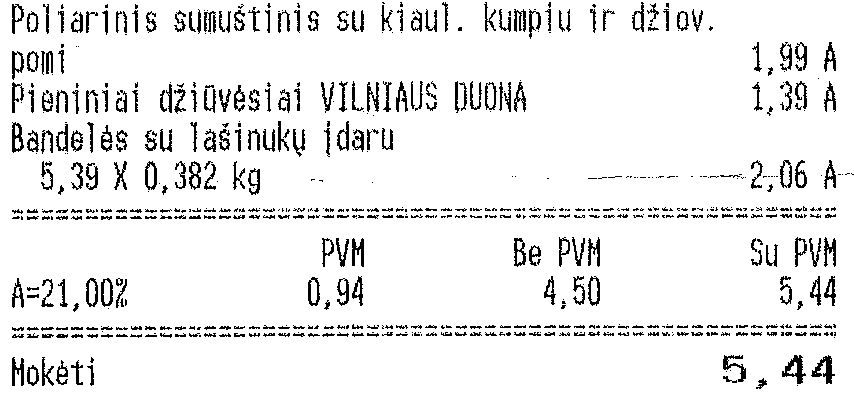 Poliarinis sumuštinis su kiaul. kumpiu ir džiov.
pomi 1,99 A
Pieniniai džiūvėsiai VILNIAUS DUONA 1,39 A
Bandelės su lašinukų įdaru
5,39 X 0,382 kg 2,06 A
PVM Be PVM Su PVM
A=21,00% 0,94 4,50 5,44
Mokėti 5,44